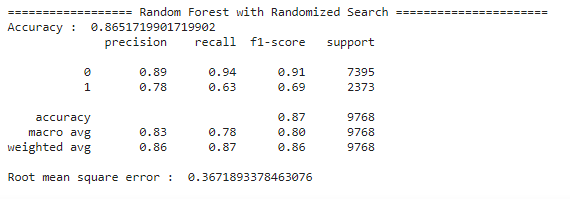 =================== Random Forest with Randomized Search ======================
Accuracy :  0.8651719901719902
              precision    recall  f1-score   support

           0       0.89      0.94      0.91      7395
           1       0.78      0.63      0.69      2373

    accuracy                           0.87      9768
   macro avg       0.83      0.78      0.80      9768
weighted avg       0.86      0.87      0.86      9768

Root mean square error :  0.3671893378463076